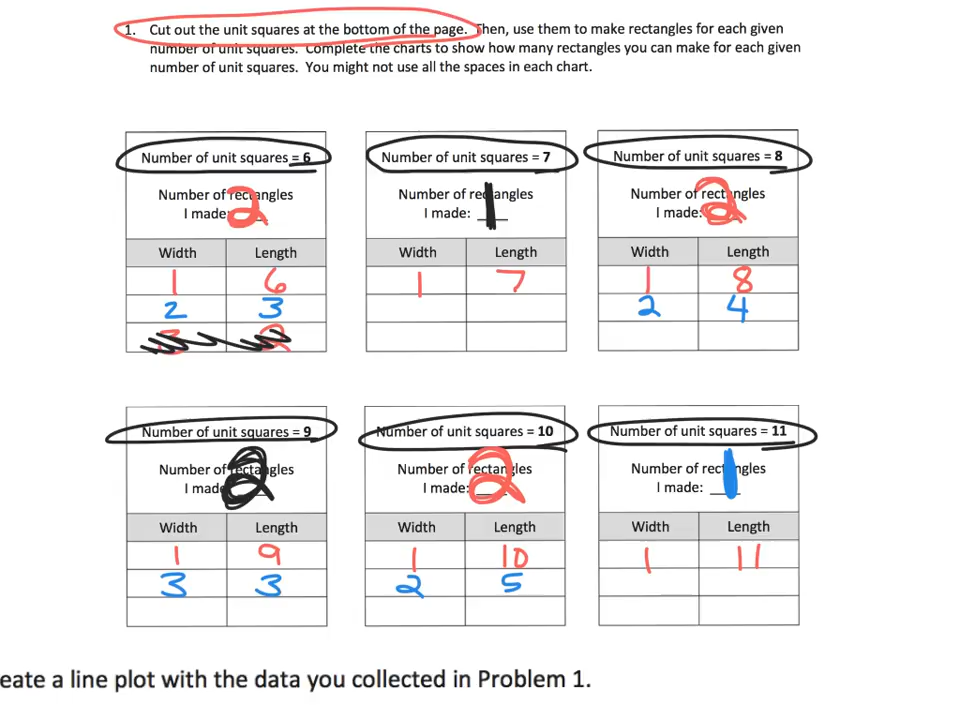 1. Cut out the unit squares at the bottom of the page. Then, use them to make rectangles for each given
number of unit squares. Complete the charts to show how many rectangles you can make for each given
number of unit squares. You might not use all the spaces in each chart.
Number of unit squares = 6
Number of rectangles
I made: 2
Width Length
1 6
2 3
3 2
Number of unit squares = 7
Number of rectangles
I made: 1
Width Length
1 7
Number of unit squares = 8
Number of rectangles
I made: 2
Width Length
1 8
2 4
Number of unit squares = 9
Number of rectangles
I made 2
Width Length
1 9
3 3
Number of unit squares = 10
Number of rectangles
I made: 2
Width Length
1 10
2 5
Number of unit squares = 11
Number of rectangles
I made: 1
Width Length
1 11
eate a line plot with the data you collected in Problem 1.